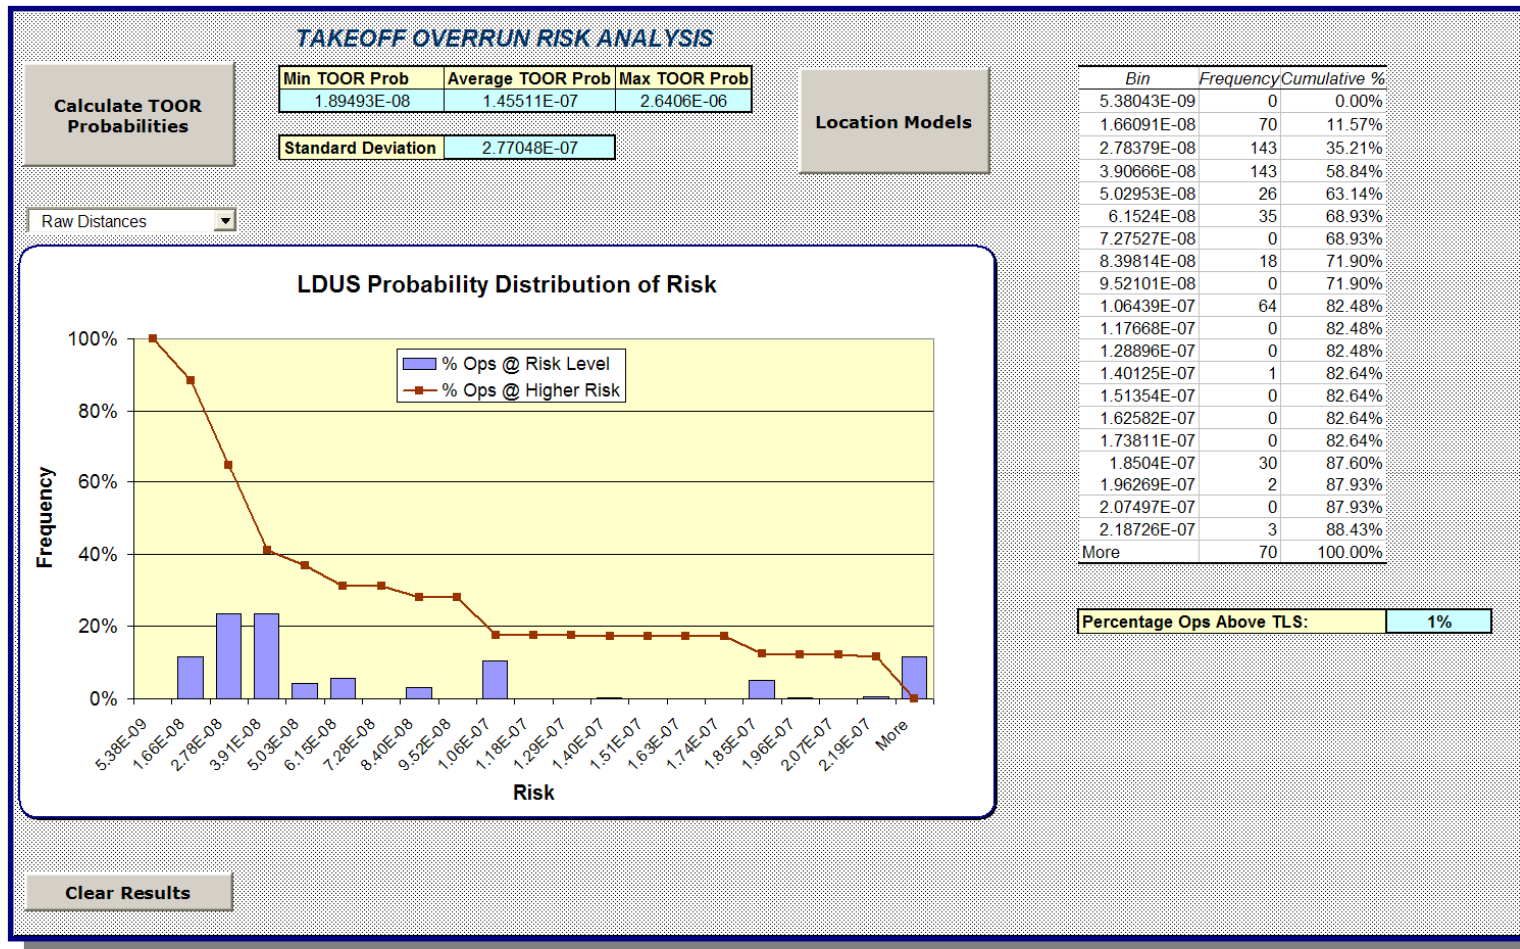 TAKEOFF OVERRUN RISK ANALYSIS
Calculate TOOR
Probabilities
Min TOOR Prob Average TOOR Prob Max TOOR Prob
1.89493E-08 1.45511E-07 2.6406E-06
Standard Deviation 2.77048E-07
Location Models
Raw Distances
LDUS Probability Distribution of Risk
% Ops @ Risk Level
% Ops @ Higher Risk
Frequency
100%
80%
60%
40%
20%
0%
5.38E-09 1.66E-08 2.78E-08 3.91E-08 5.03E-08 6.15E-08 7.28E-08 8.40E-08 9.52E-08 1.06E-07 1.18E-07 1.29E-07 1.40E-07 1.51E-07 1.63E-07 1.74E-07 1.85E-07 1.96E-07 2.07E-07 2.19E-07 More
Risk
Clear Results
Bin Frequency Cumulative %
5.38043E-09 0 0.00%
1.66091E-08 70 11.57%
2.78379E-08 143 35.21%
3.90666E-08 143 58.84%
5.02953E-08 26 63.14%
6.1524E-08 35 68.93%
7.27527E-08 0 68.93%
8.39814E-08 18 71.90%
9.52101E-08 0 71.90%
1.06439E-07 64 82.48%
1.17668E-07 0 82.48%
1.28896E-07 0 82.48%
1.40125E-07 1 82.64%
1.51354E-07 0 82.64%
1.62582E-07 0 82.64%
1.73811E-07 0 82.64%
1.8504E-07 30 87.60%
1.96269E-07 2 87.93%
2.07497E-07 0 87.93%
2.18726E-07 3 88.43%
More 70 100.00%
Percentage Ops Above TLS: 1%